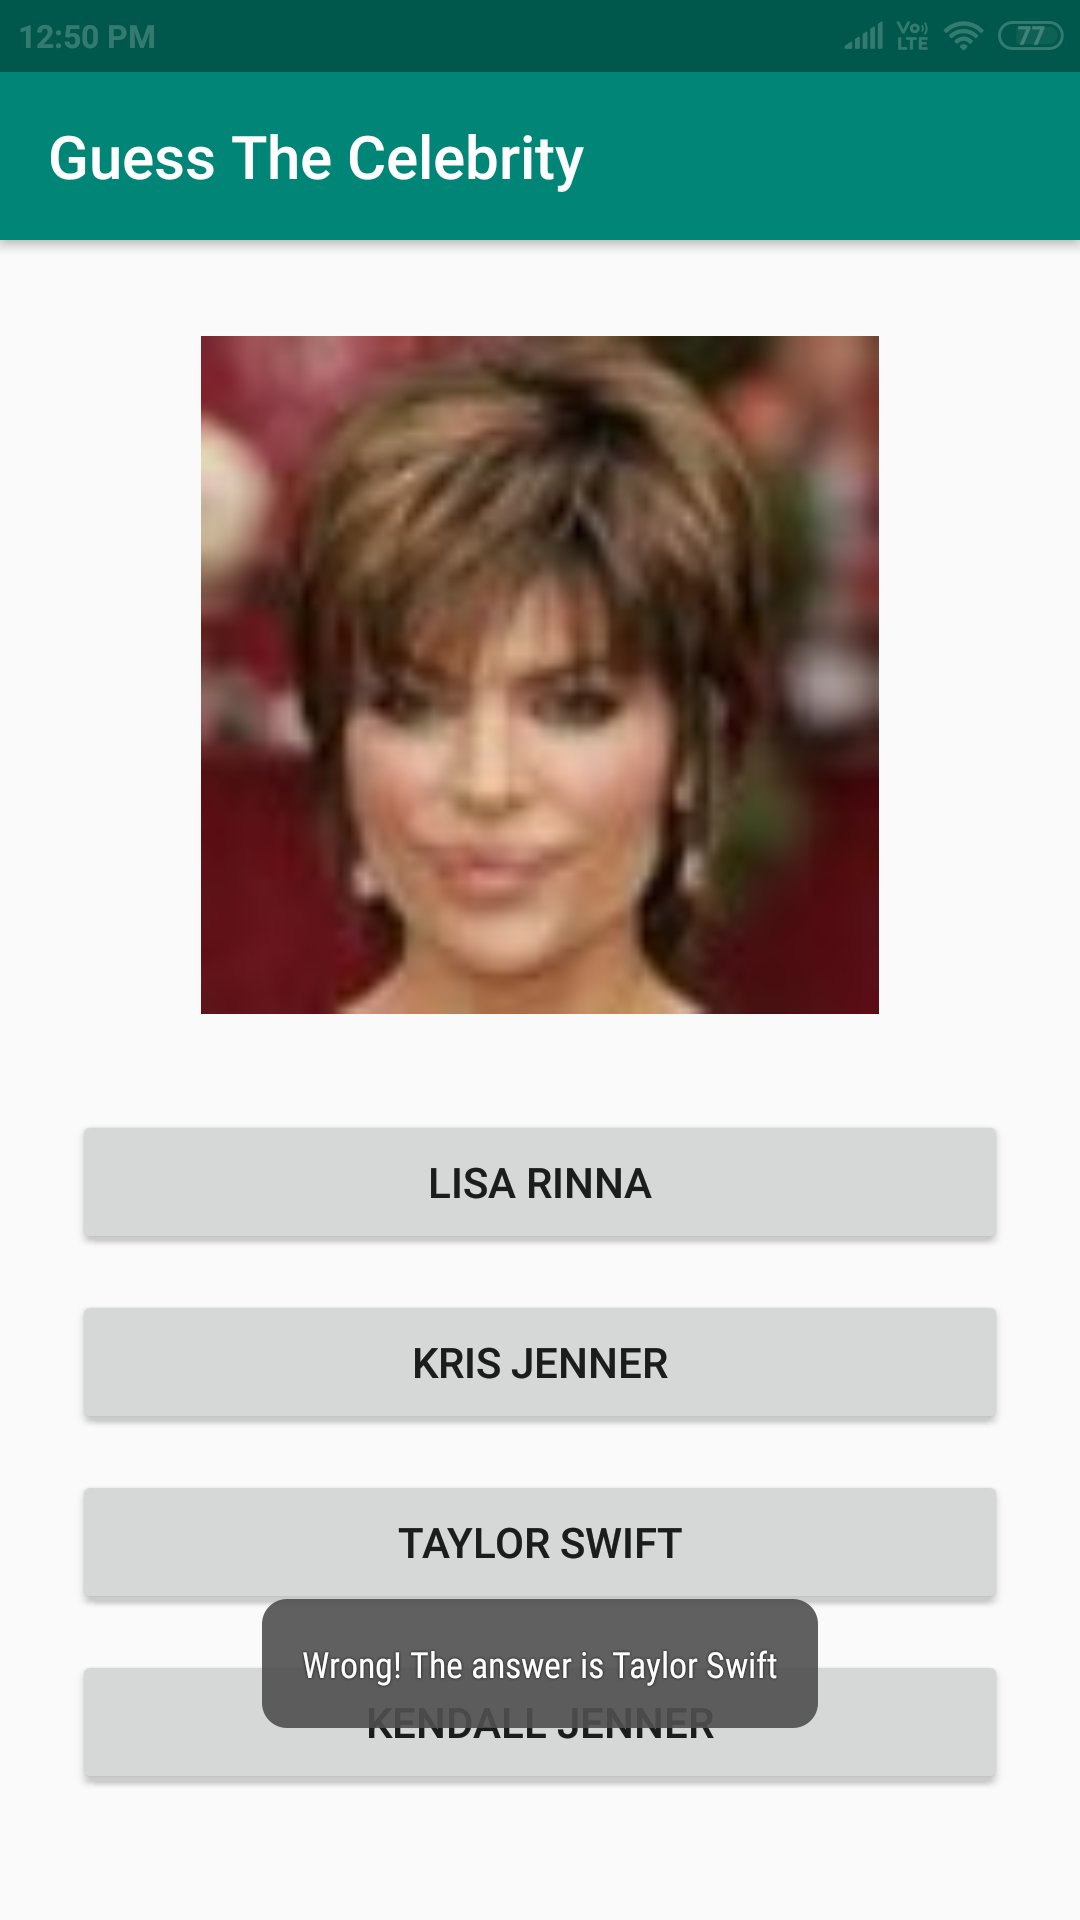 12:50 PM
Vo))
LTE
77
Guess The Celebrity
LISA RINNA
KRIS JENNER
TAYLOR SWIFT
Wrong! The answer is Taylor Swift
KENDALL JENNER